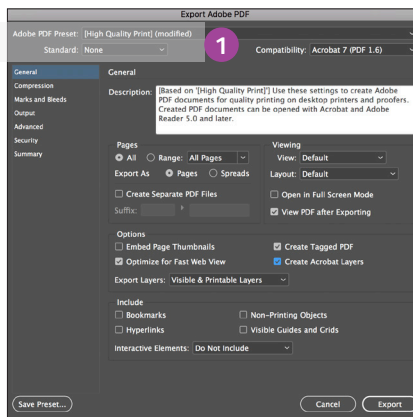 Export Adobe PDF
Adobe PDF Preset: [High Quality Print] (modified)
Standard: None
1
Compatibility: Acrobat 7 (PDF 1.6)
General
Compression
Marks and Bleeds
Output
Advanced
Security
Summary
General
Description: [Based on '[High Quality Print]'] Use these settings to create Adobe
PDF documents for quality printing on desktop printers and proofers.
Created PDF documents can be opened with Acrobat and Adobe
Reader 5.0 and later.
Pages
All Range: All Pages
Export As Pages Spreads
Create Separate PDF Files
Suffix:
Viewing
View: Default
Layout: Default
Open in Full Screen Mode
View PDF after Exporting
Options
Embed Page Thumbnails Create Tagged PDF
Optimize for Fast Web View Create Acrobat Layers
Export Layers: Visible & Printable Layers
Include
Bookmarks Non-Printing Objects
Hyperlinks Visible Guides and Grids
Interactive Elements: Do Not Include
Save Preset... Cancel Export